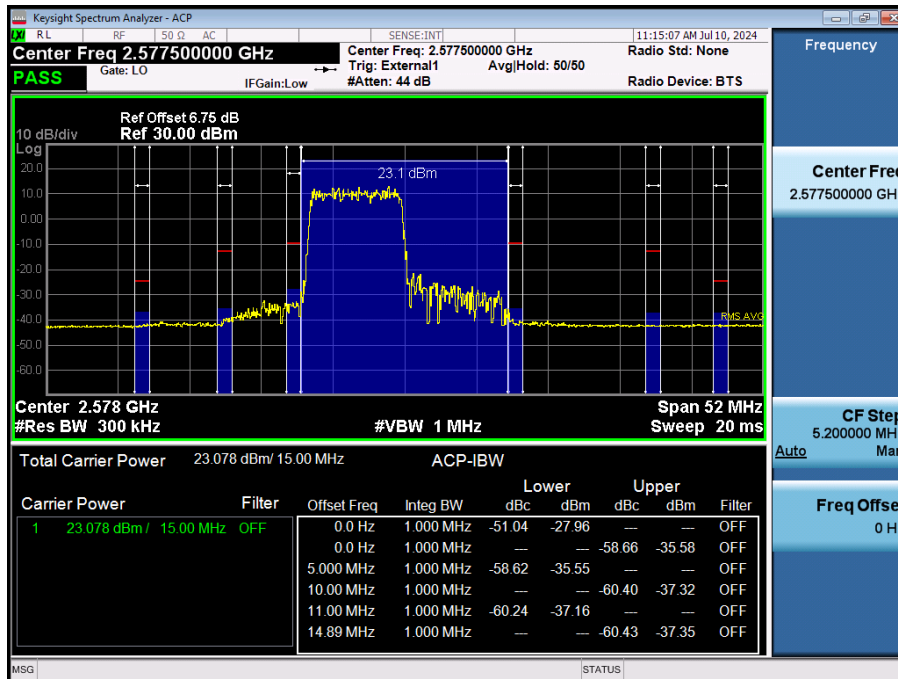 Keysight Spectrum Analyzer - ACP
LXI RL RF 50 Ω AC SENSE:INT 11:15:07 AM Jul 10, 2024
Center Freq 2.577500000 GHz
Center Freq: 2.577500000 GHz
Radio Std: None
PASS
Gate: LO
Trig: External1 Avg|Hold: 50/50
IFGain:Low
#Atten: 44 dB
Radio Device: BTS
Ref Offset 6.75 dB
10 dB/div Ref 30.00 dBm
Log
23.1 dBm
20.0
10.0
0.00
-10.0
-20.0
-30.0
-40.0
-50.0
-60.0
RMS AVG
Center 2.578 GHz Span 52 MHz
#Res BW 300 kHz #VBW 1 MHz Sweep 20 ms
Total Carrier Power 23.078 dBm/ 15.00 MHz ACP-IBW
Lower Upper
Carrier Power Filter Offset Freq Integ BW dBc dBm dBc dBm Filter
1 23.078 dBm / 15.00 MHz OFF 0.0 Hz 1.000 MHz -51.04 -27.96 --- --- OFF
0.0 Hz 1.000 MHz --- --- -58.66 -35.58 OFF
5.000 MHz 1.000 MHz -58.62 -35.55 --- --- OFF
10.00 MHz 1.000 MHz --- --- -60.40 -37.32 OFF
11.00 MHz 1.000 MHz -60.24 -37.16 --- --- OFF
14.89 MHz 1.000 MHz --- --- -60.43 -37.35 OFF
MSG STATUS
Frequency
Center Freq
2.577500000 GH
CF Step
5.200000 MH
Auto Ma
Freq Offse
0 H